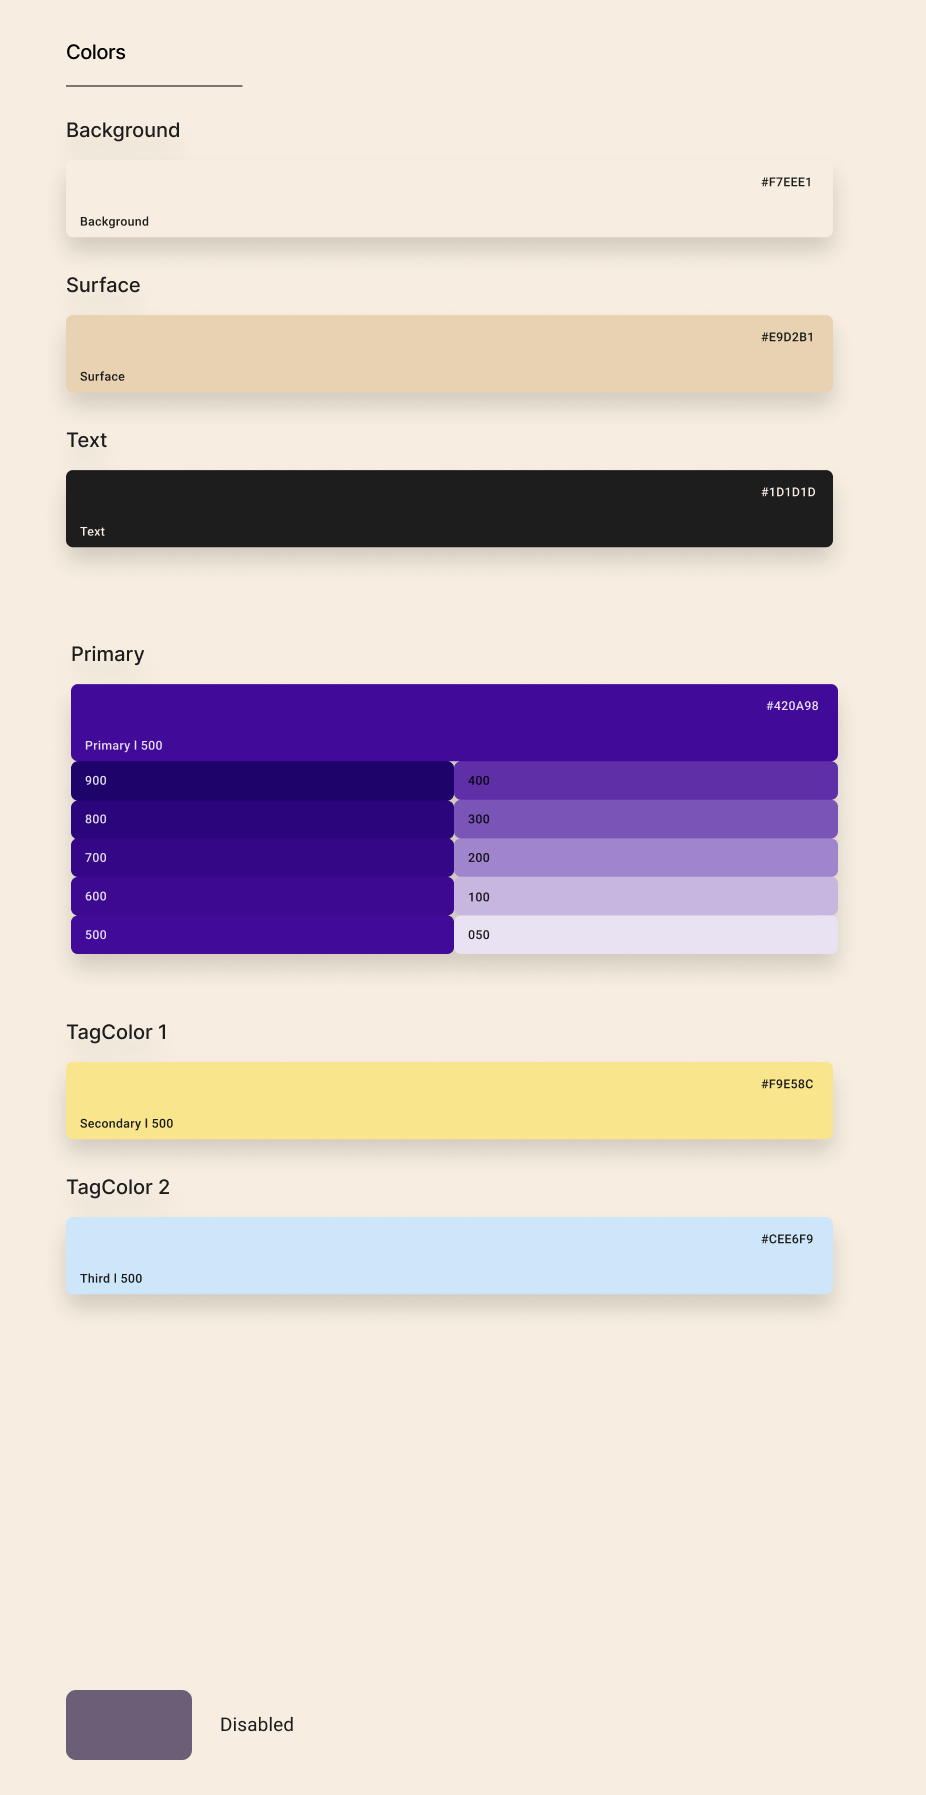 Colors
Background
#F7EEE1
Background
Surface
#E9D2B1
Surface
Text
#1D1D1D
Text
Primary
#420A98
Primary | 500
900
400
800
300
700
200
600
100
500
050
TagColor 1
#F9E58C
Secondary | 500
TagColor 2
#CEE6F9
Third | 500
Disabled